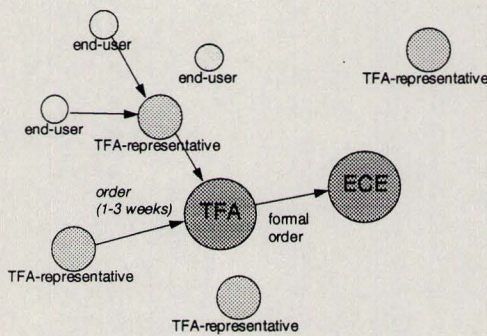 end-user
end-user
TFA-representative
end-user
TFA-representative
order
(1-3 weeks)
TFA
ECE
formal
order
TFA-representative
TFA-representative